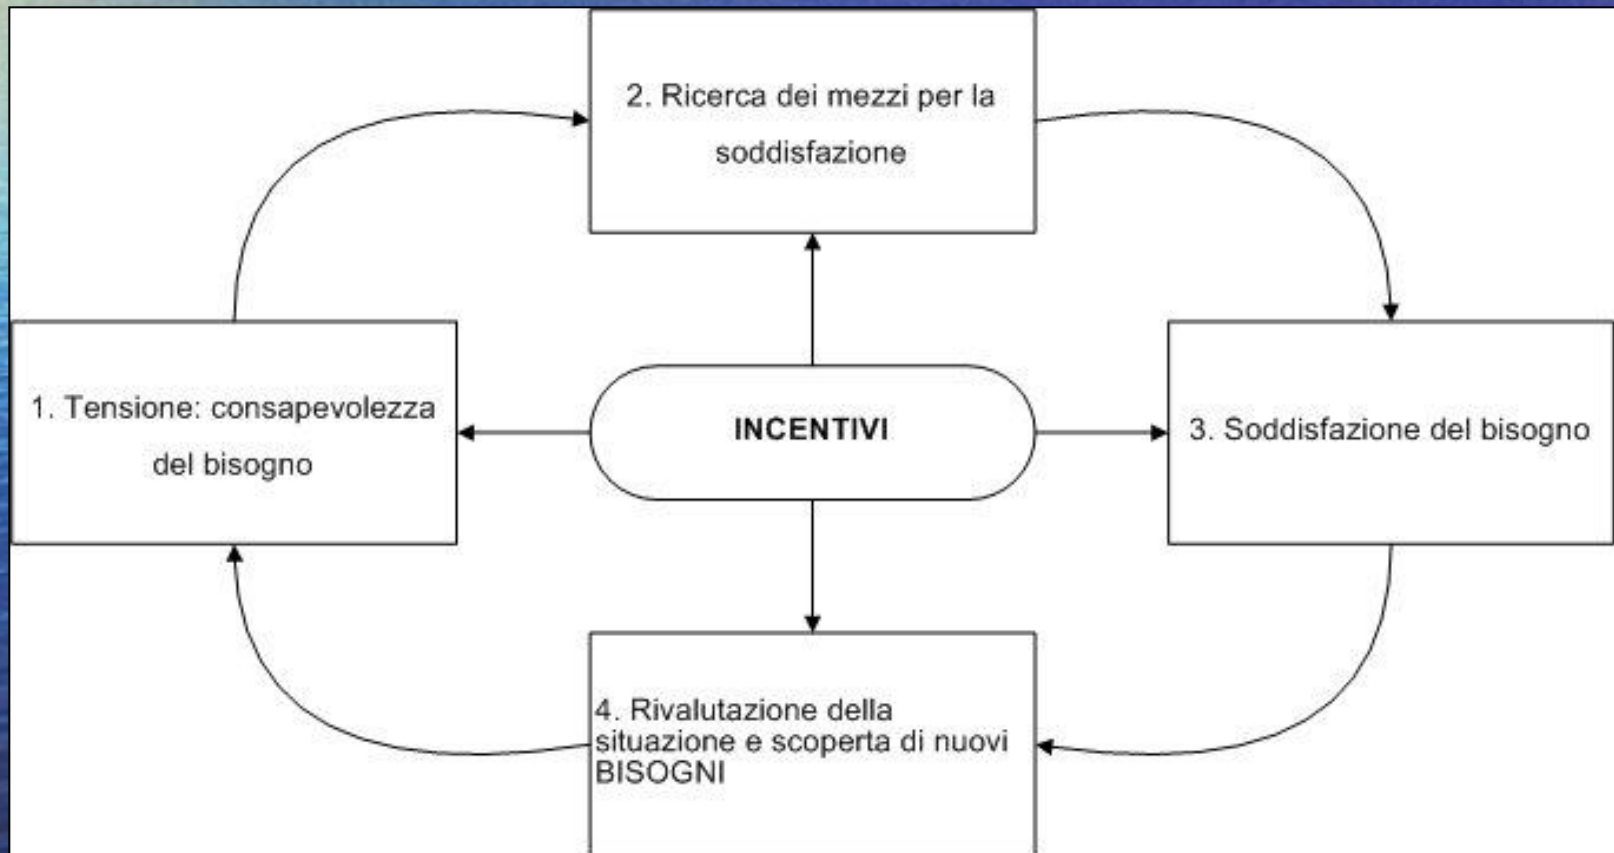 2. Ricerca dei mezzi per la
soddisfazione
1. Tensione: consapevolezza
del bisogno
INCENTIVI
3. Soddisfazione del bisogno
4. Rivalutazione della
situazione e scoperta di nuovi
BISOGNI